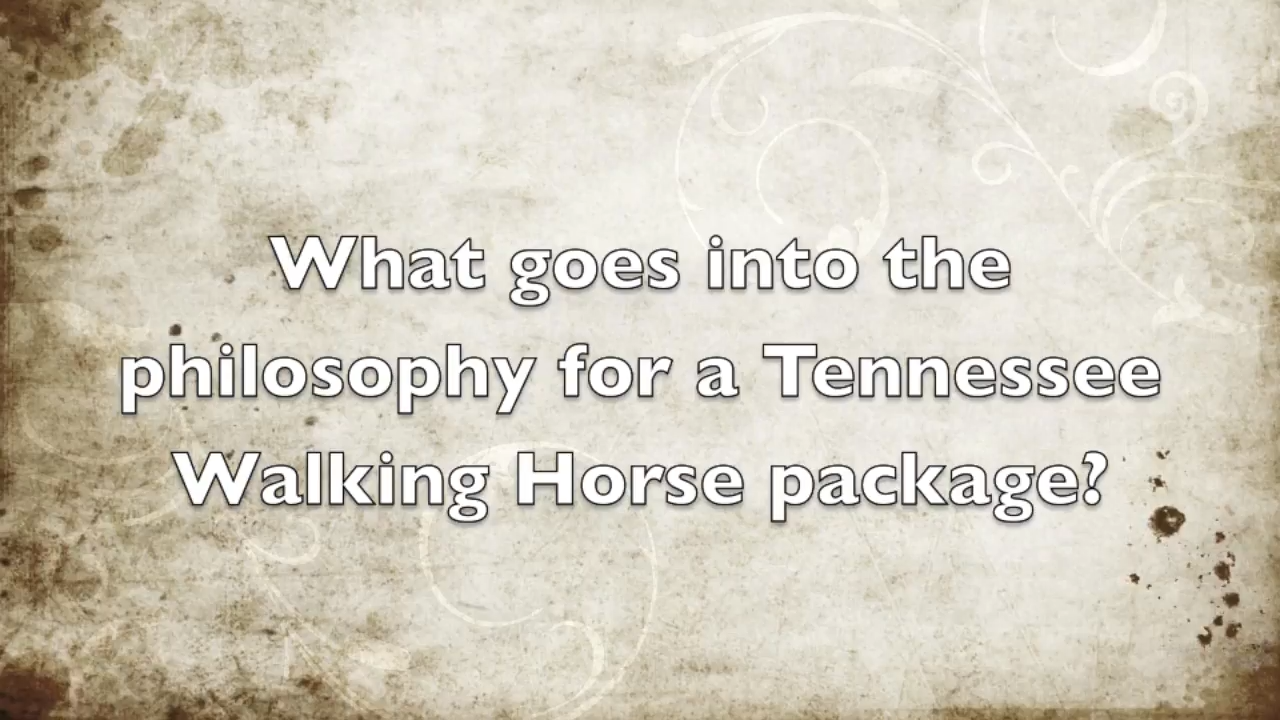 What goes into the
philosophy for a Tennessee
Walking Horse package?